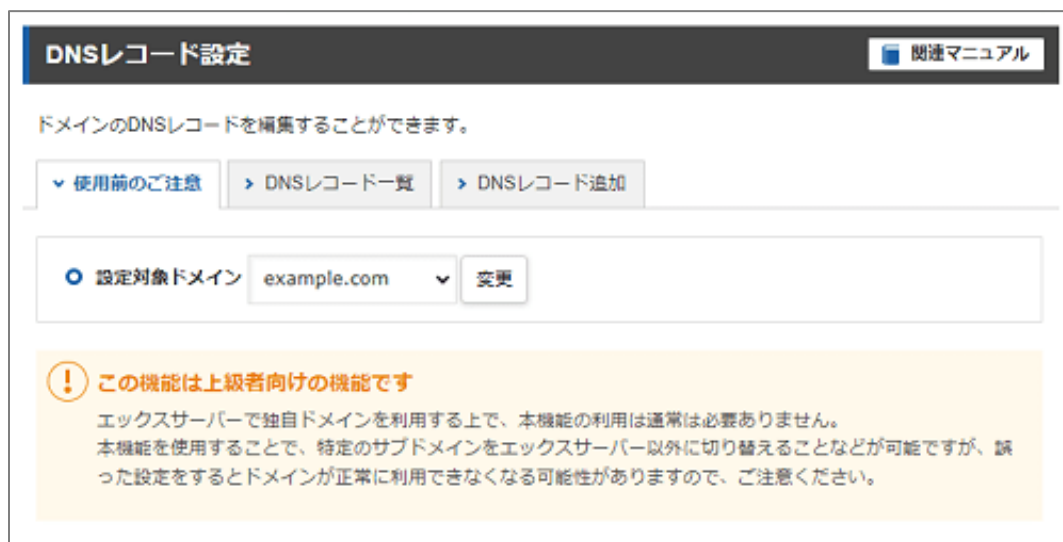 DNSレコード設定
関連マニュアル
ドメインのDNSレコードを編集することができます。
使用前のご注意
DNSレコード一覧
DNSレコード追加
設定対象ドメイン
example.com
変更
この機能は上級者向けの機能です
エックスサーバーで独自ドメインを利用する上で、本機能の利用は通常は必要ありません。
本機能を使用することで、特定のサブドメインをエックスサーバー以外に切り替えることなどが可能ですが、誤
った設定をするとドメインが正常に利用できなくなる可能性がありますので、ご注意ください。